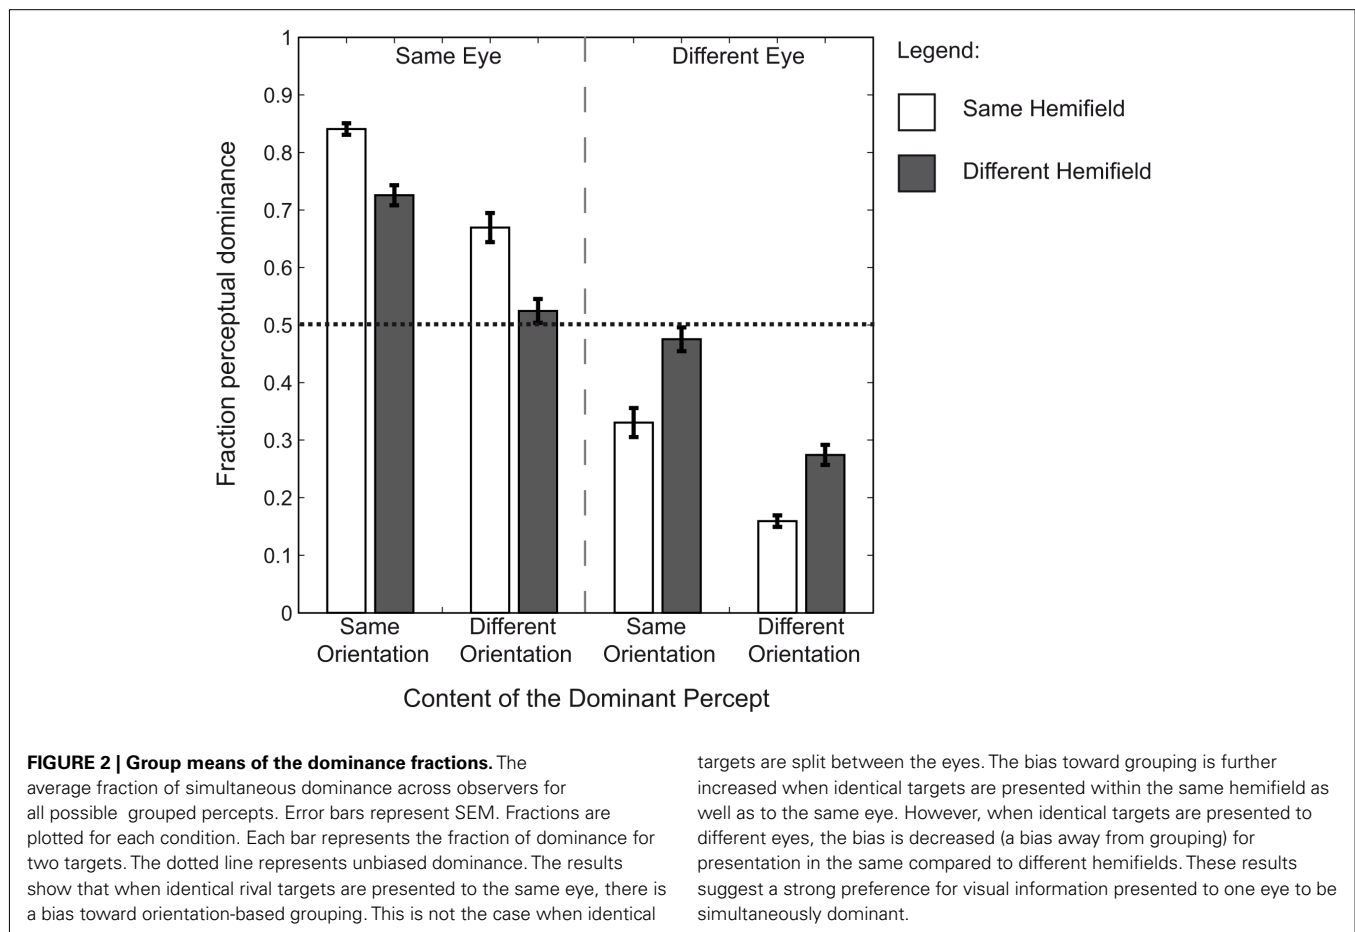 1
0.9
0.8
0.7
0.6
0.5
0.4
0.3
0.2
0.1
0
Fraction perceptual dominance
Same Eye
Different Eye
Legend:
Same Hemifield
Different Hemifield
Same
Orientation
Different
Orientation
Same
Orientation
Different
Orientation
Content of the Dominant Percept
FIGURE 2 | Group means of the dominance fractions. The
average fraction of simultaneous dominance across observers for
all possible grouped percepts. Error bars represent SEM. Fractions are
plotted for each condition. Each bar represents the fraction of dominance for
two targets. The dotted line represents unbiased dominance. The results
show that when identical rival targets are presented to the same eye, there is
a bias toward orientation-based grouping. This is not the case when identical
targets are split between the eyes. The bias toward grouping is further
increased when identical targets are presented within the same hemifield as
well as to the same eye. However, when identical targets are presented to
different eyes, the bias is decreased (a bias away from grouping) for
presentation in the same compared to different hemifields. These results
suggest a strong preference for visual information presented to one eye to be
simultaneously dominant.